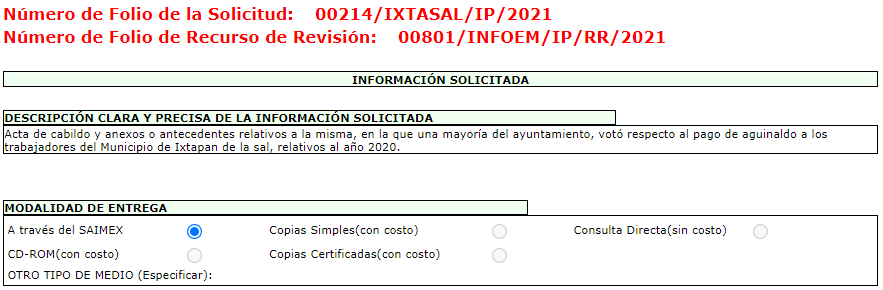 Número de Folio de la Solicitud: 00214/IXTASAL/IP/2021
Número de Folio de Recurso de Revisión: 00801/INFOEM/IP/RR/2021
INFORMACIÓN SOLICITADA
DESCRIPCIÓN CLARA Y PRECISA DE LA INFORMACIÓN SOLICITADA
Acta de cabildo y anexos o antecedentes relativos a la misma, en la que una mayoría del ayuntamiento, votó respecto al pago de aguinaldo a los
trabajadores del Municipio de Ixtapan de la sal, relativos al año 2020.
MODALIDAD DE ENTREGA
A través del SAIMEX Copias Simples(con costo) Consulta Directa(sin costo)
CD-ROM(con costo) Copias Certificadas(con costo)
OTRO TIPO DE MEDIO (Especificar):